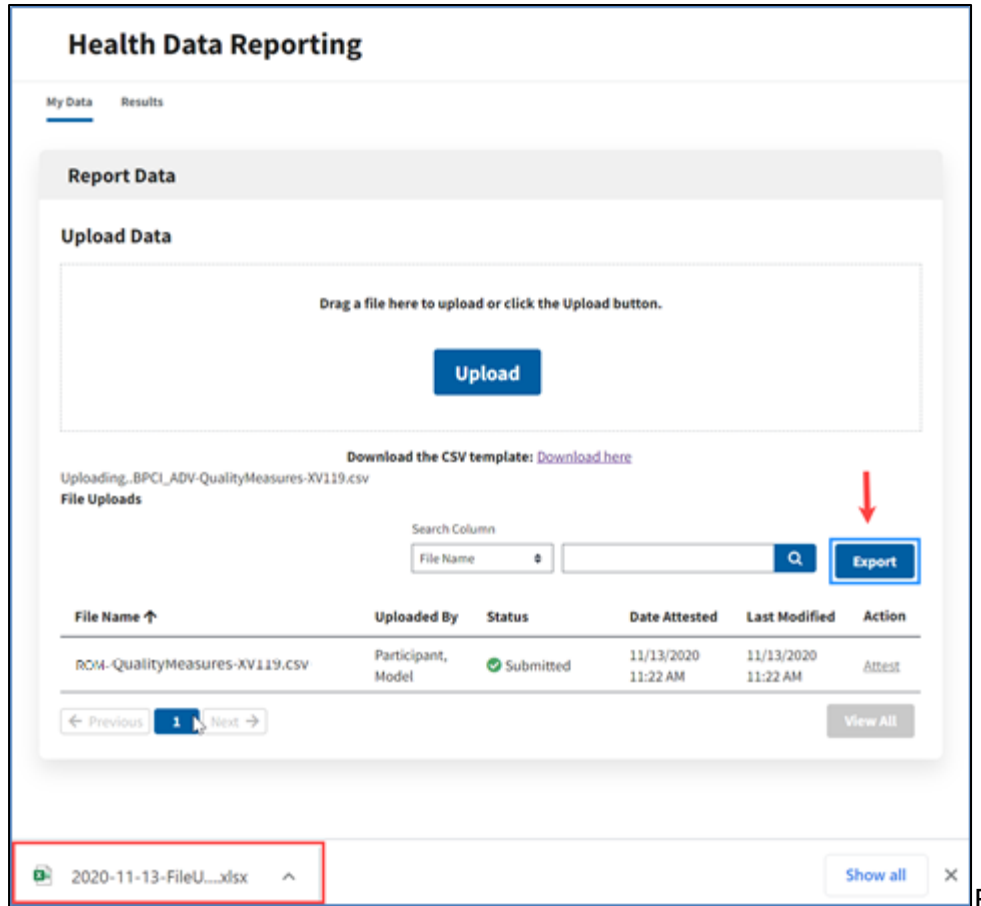 Health Data Reporting
My Data Results
Report Data
Upload Data
Drag a file here to upload or click the Upload button.
Upload
Download the CSV template: Download here
Uploading..BPCI_ADV-QualityMeasures-XV119.csv
File Uploads
Search Column
File Name
Export
File Name Uploaded By Status Date Attested Last Modified Action
ROM-QualityMeasures-XV119.csv Participant, Model Submitted 11/13/2020 11:22 AM 11/13/2020 11:22 AM Attest
← Previous 1 Next →
View All
2020-11-13-FileU....xlsx
Show all